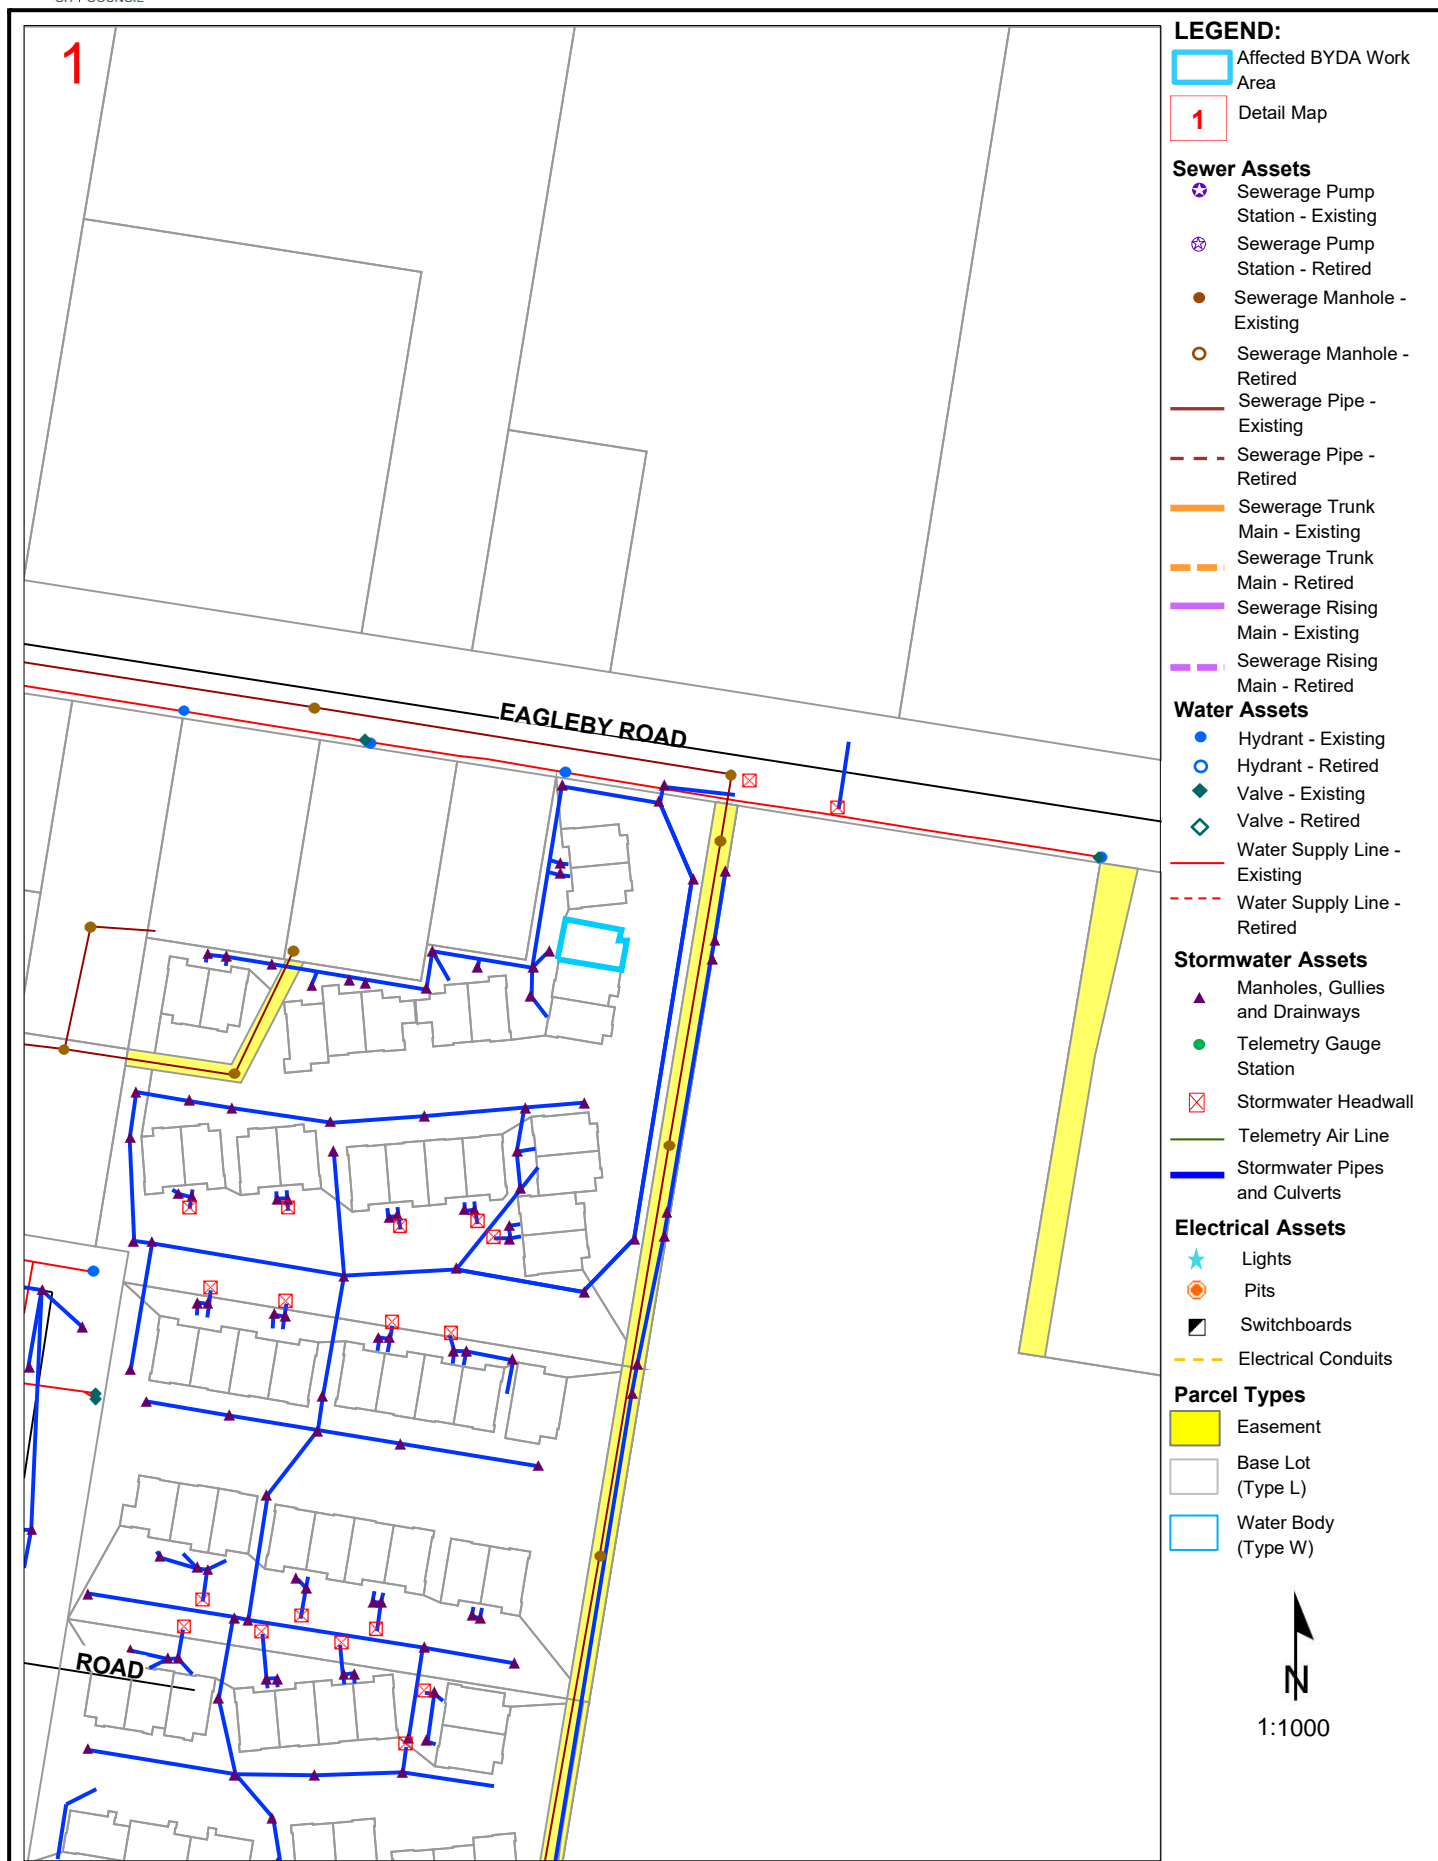 1
EAGLEBY ROAD
ROAD
LEGEND:
Affected BYDA Work
Area
1
Detail Map
Sewer Assets
Sewerage Pump
Station - Existing
Sewerage Pump
Station - Retired
Sewerage Manhole -
Existing
Sewerage Manhole -
Retired
Sewerage Pipe -
Existing
Sewerage Pipe -
Retired
Sewerage Trunk
Main - Existing
Sewerage Trunk
Main - Retired
Sewerage Rising
Main - Existing
Sewerage Rising
Main - Retired
Water Assets
Hydrant - Existing
Hydrant - Retired
Valve - Existing
Valve - Retired
Water Supply Line -
Existing
Water Supply Line -
Retired
Stormwater Assets
Manholes, Gullies
and Drainways
Telemetry Gauge
Station
Stormwater Headwall
Telemetry Air Line
Stormwater Pipes
and Culverts
Electrical Assets
Lights
Pits
Switchboards
Electrical Conduits
Parcel Types
Easement
Base Lot
(Type L)
Water Body
(Type W)
N
1:1000